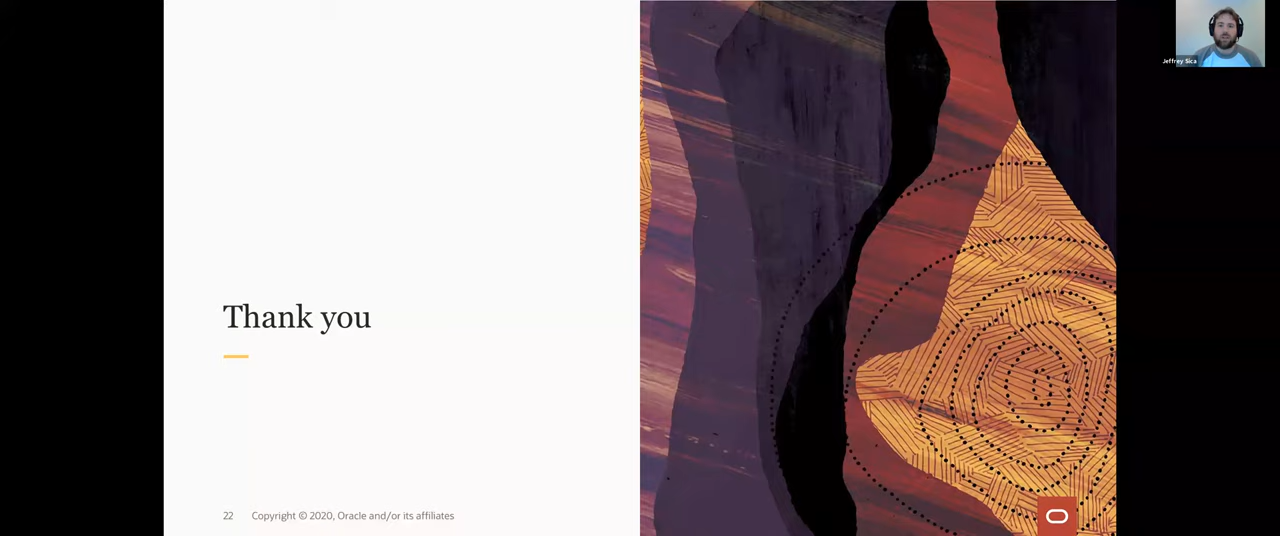 Jeffrey Sica
Thank you
22 Copyright © 2020, Oracle and/or its affiliates